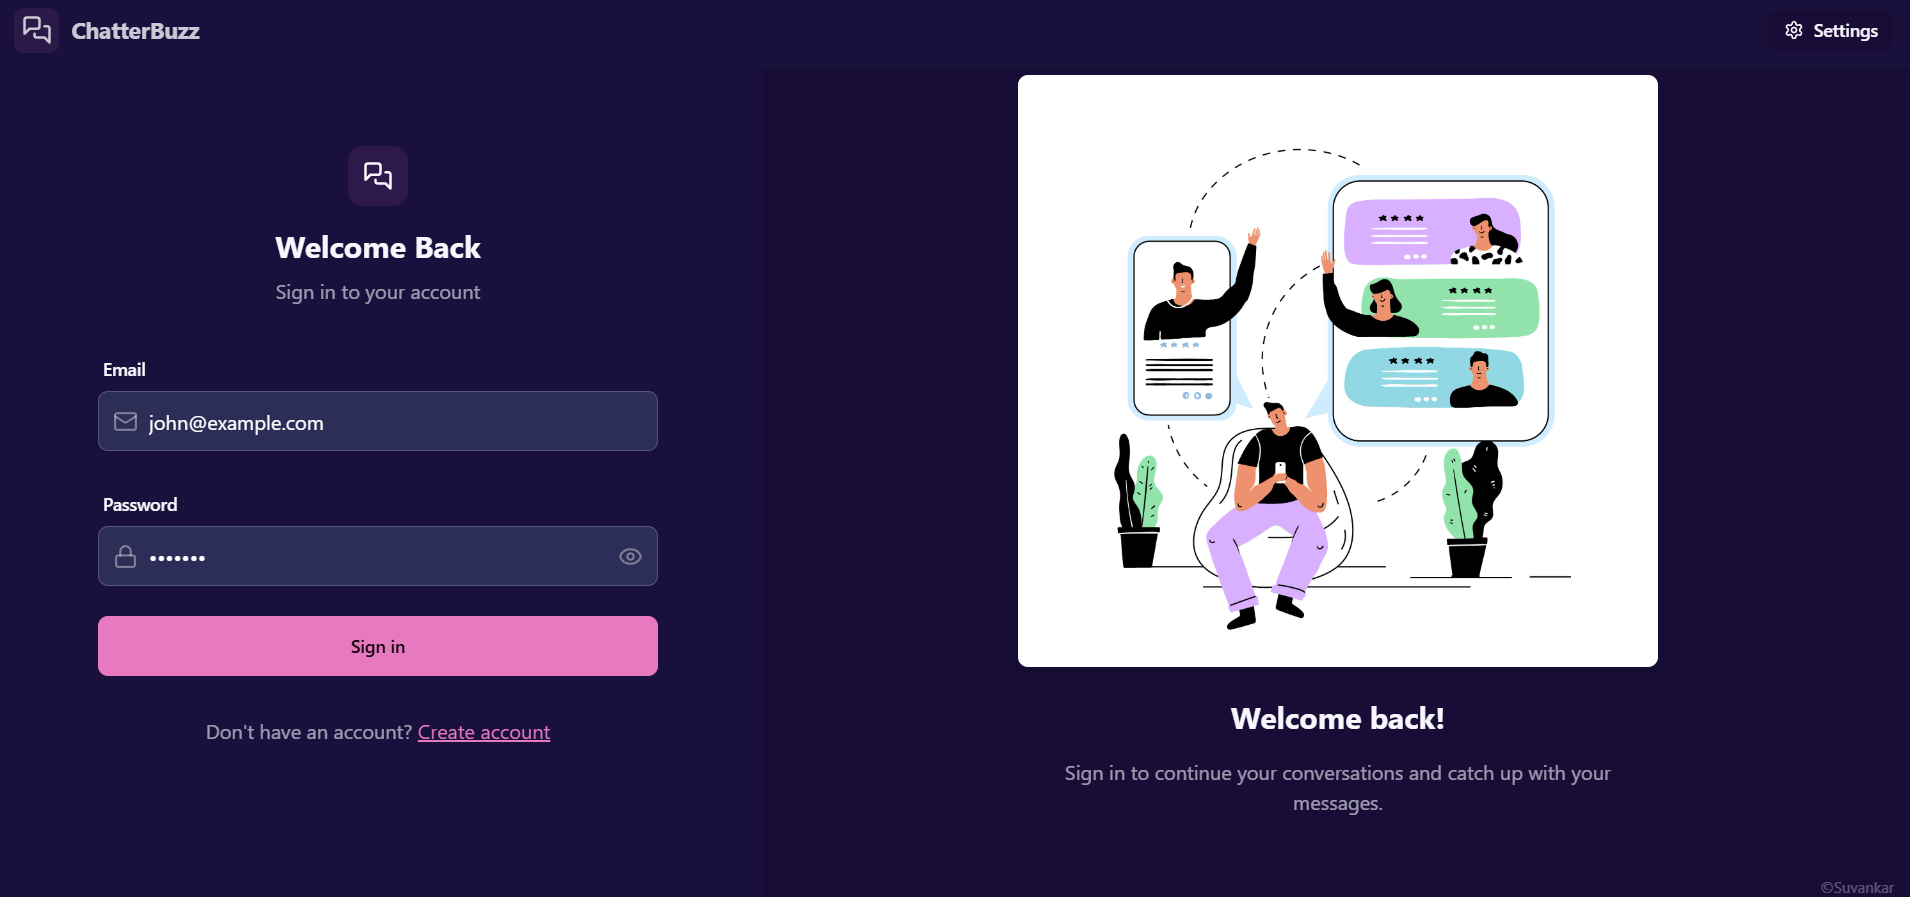 ChatterBuzz
Settings
Welcome Back
Sign in to your account
Email
john@example.com
Password
•••••••
Sign in
Don't have an account? Create account
Welcome back!
Sign in to continue your conversations and catch up with your
messages.
©Suvankar